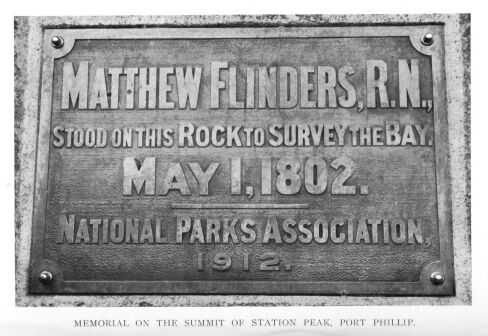 MATTHEW FLINDERS, R.N.,
STOOD ON THIS ROCK TO SURVEY THE BAY.
MAY 1, 1802.
NATIONAL PARKS ASSOCIATION,
1912.
MEMORIAL ON THE SUMMIT OF STATION PEAK, PORT PHILLIP.